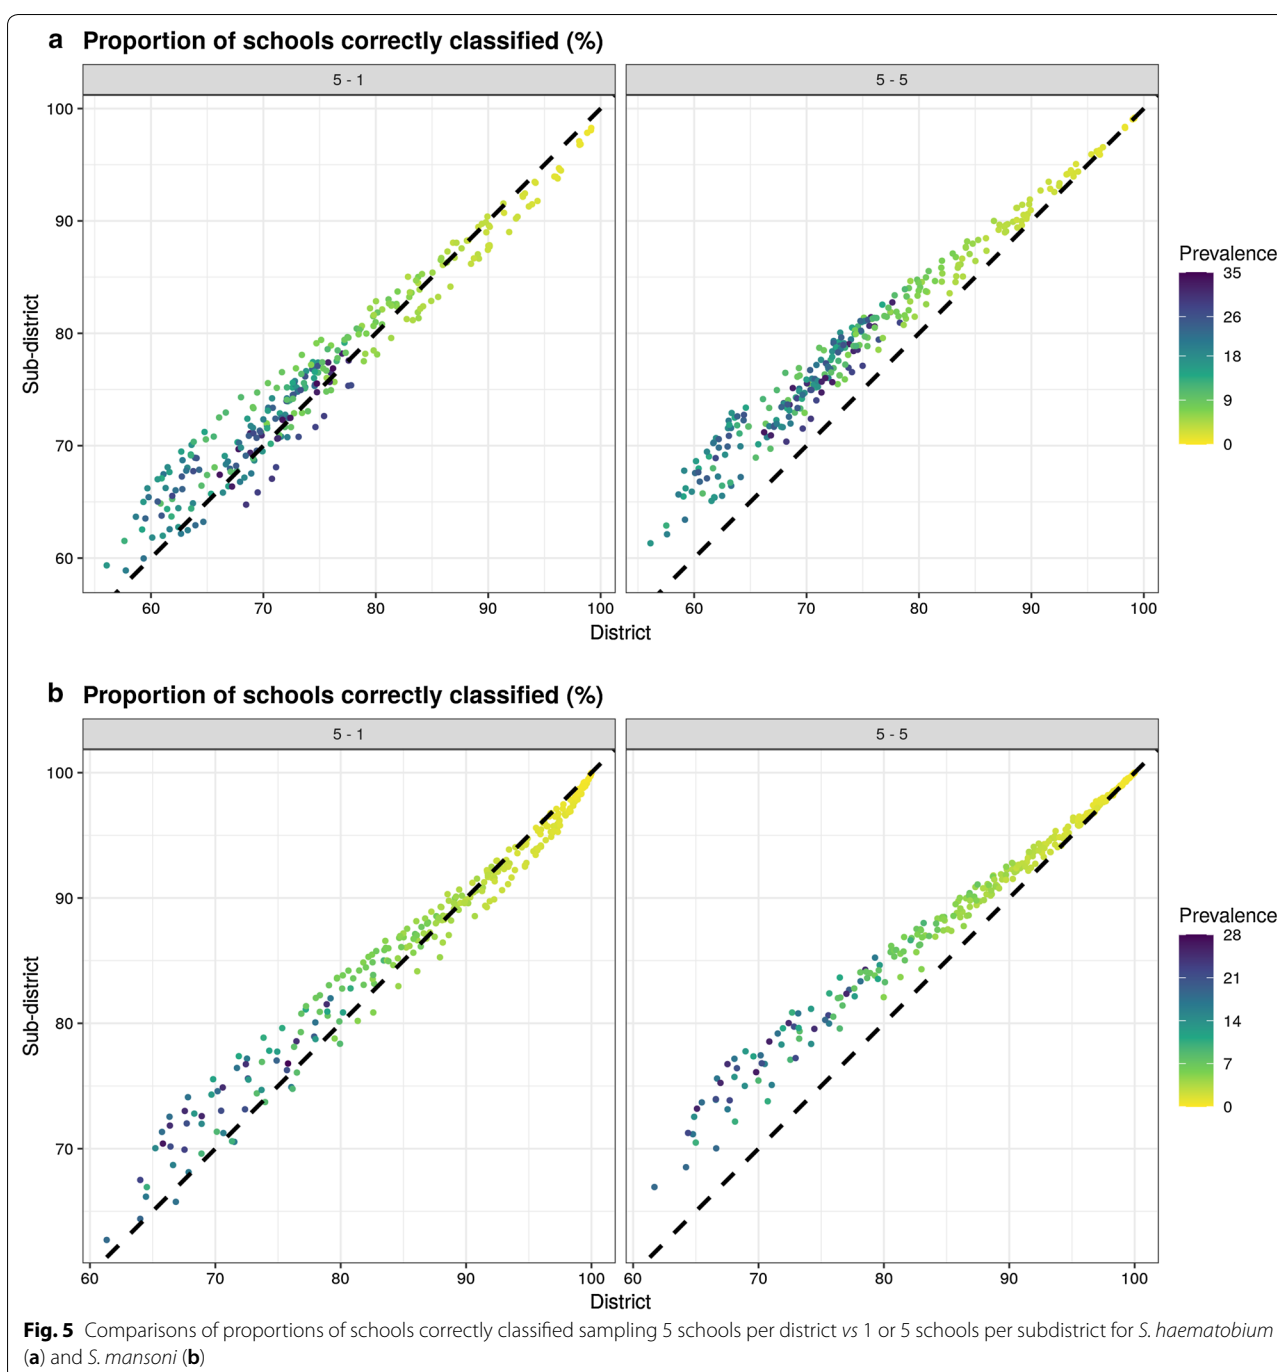 a Proportion of schools correctly classified (%)
5 - 1
5 - 5
100
90
80
70
60
Sub-district
60 70 80 90 100
60 70 80 90 100
District
Prevalence
35
26
18
9
0
b Proportion of schools correctly classified (%)
5 - 1
5 - 5
100
90
80
70
Sub-district
60 70 80 90 100
60 70 80 90 100
District
Prevalence
28
21
14
7
0
Fig. 5 Comparisons of proportions of schools correctly classified sampling 5 schools per district vs 1 or 5 schools per subdistrict for S. haematobium
(a) and S. mansoni (b)